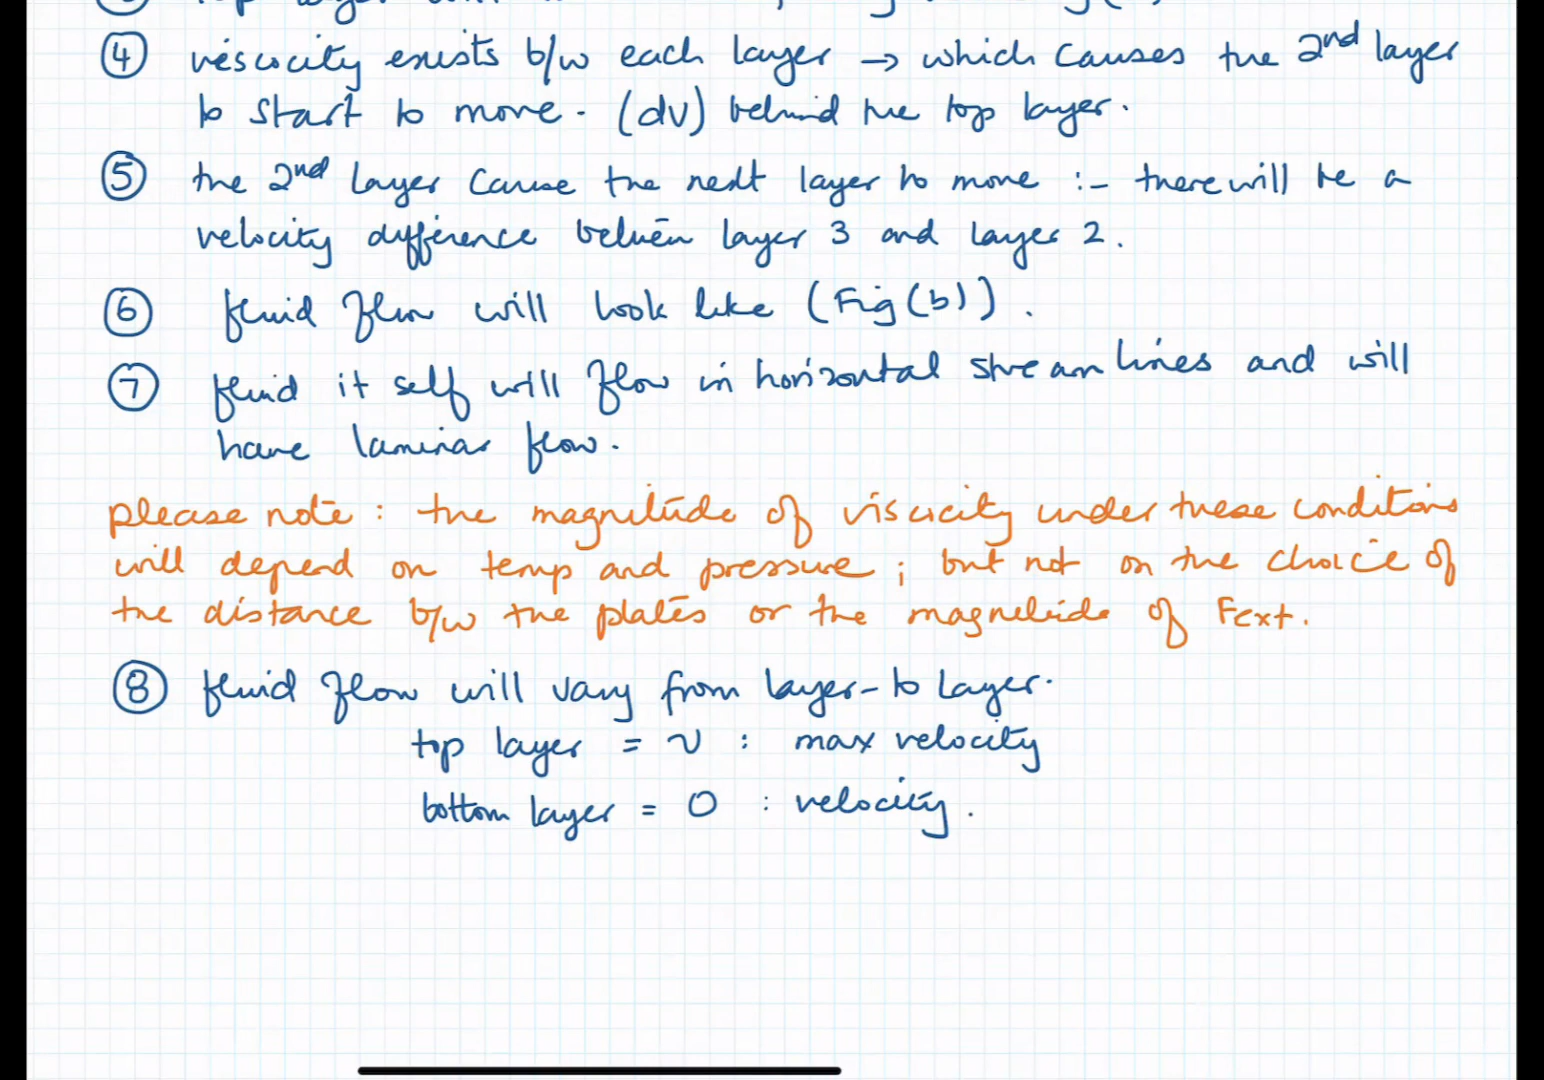 ④ viscocity exists b/w each layer → which causes the 2nd layer
to start to move. (dv) behind the top layer.
⑤ the 2nd layer cause the next layer to move :- there will be a
velocity difference between layer 3 and layer 2.
⑥ fluid flow will look like (Fig(b)).
⑦ fluid it self will flow in horizontal stream lines and will
have laminar flow.
please note : the magnitude of viscicity under these conditions
will depend on temp and pressure ; but not on the choice of
the distance b/w the plates or the magnetude of Fext.
⑧ fluid flow will vary from layer-to layer.
top layer = v : max velocity
bottom layer = 0 : velocity.